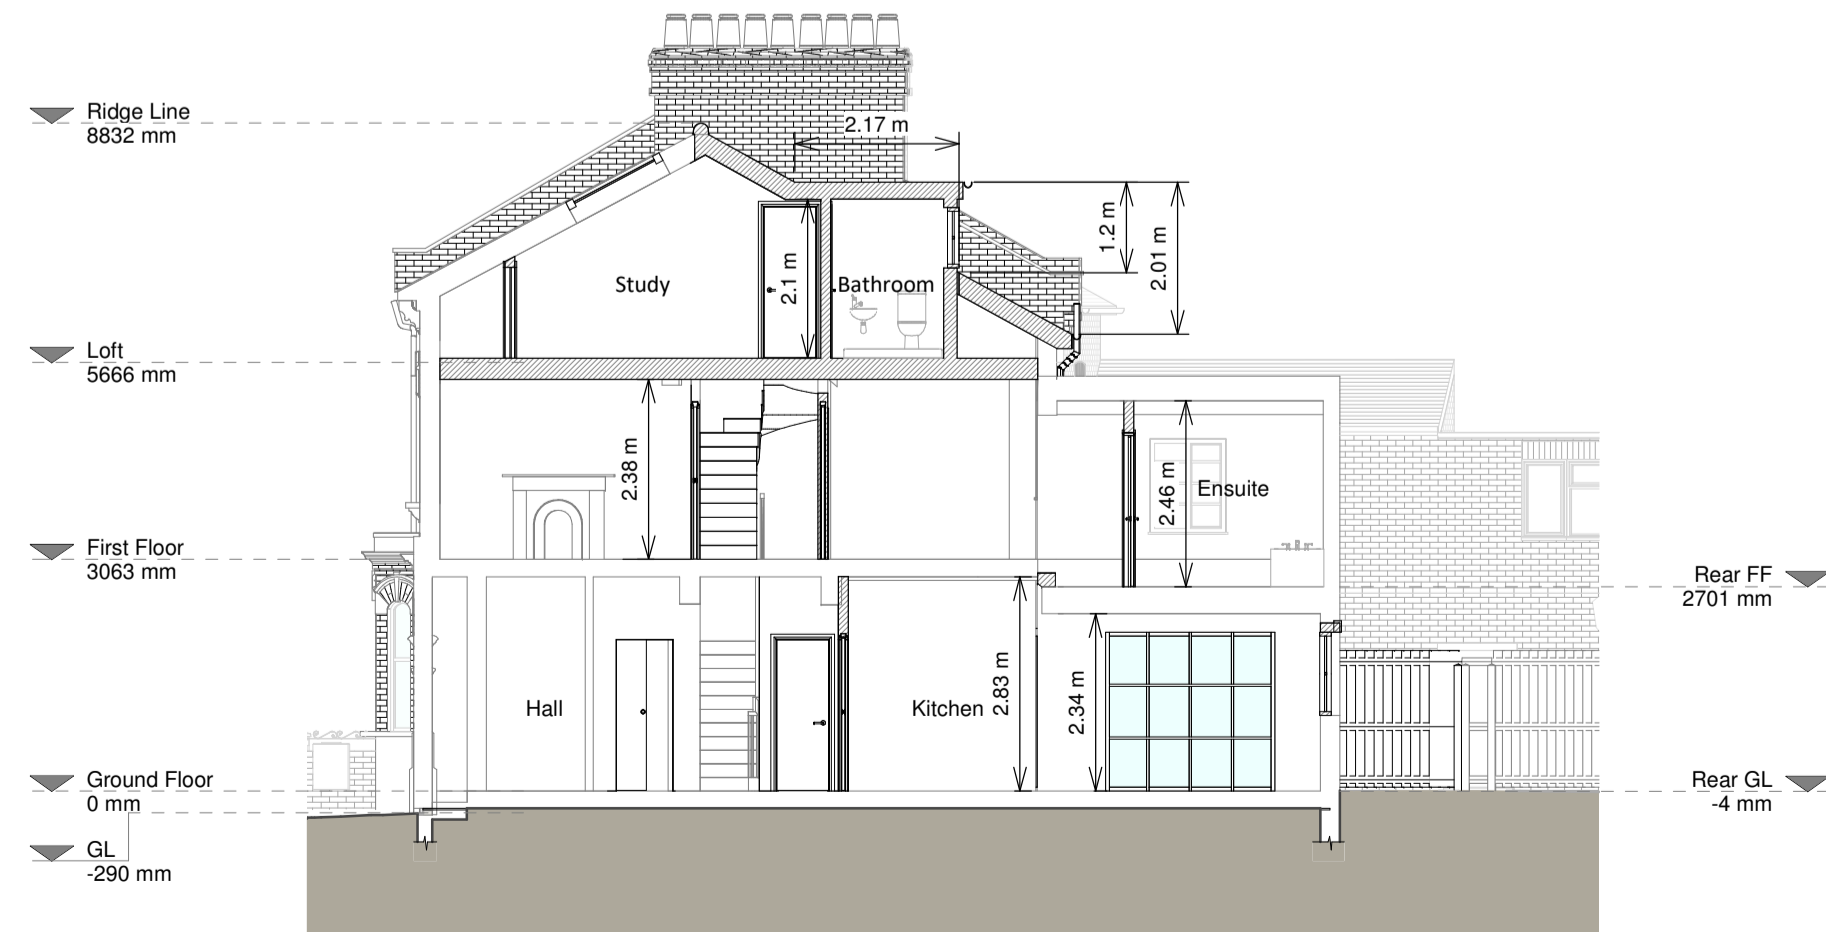 Ridge Line
8832 mm
2.17 m
1.2 m
2.01 m
Study
2.1 m
Bathroom
Loft
5666 mm
2.38 m
2.46 m
Ensuite
First Floor
3063 mm
Rear FF
2701 mm
Hall
Kitchen
2.83 m
2.34 m
Ground Floor
0 mm
Rear GL
-4 mm
GL
-290 mm